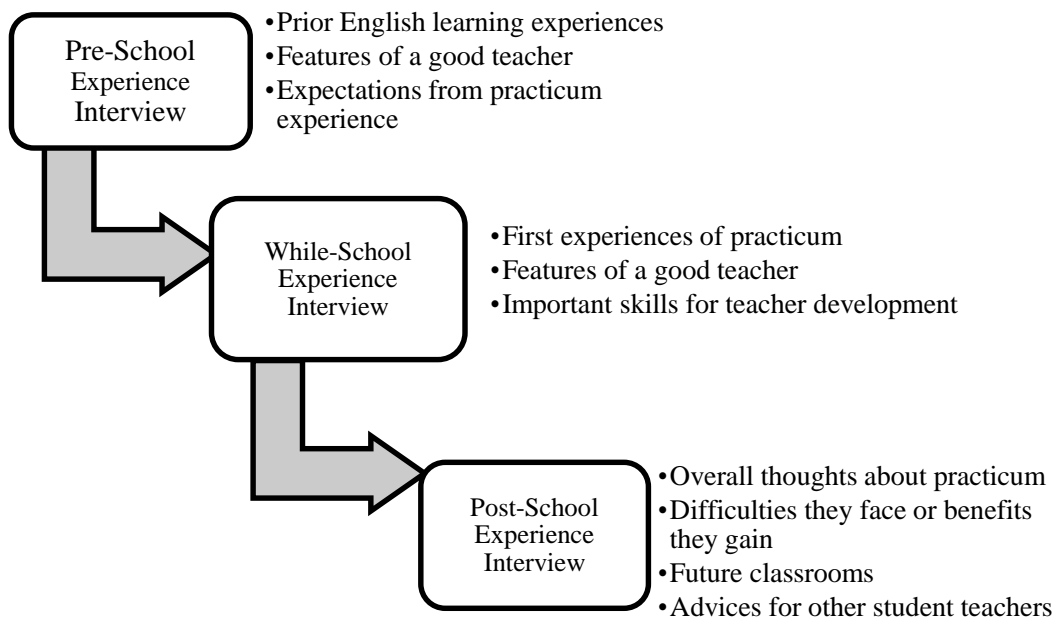 Pre-School
Experience
Interview
•Prior English learning experiences
•Features of a good teacher
•Expectations from practicum
experience
While-School
Experience
Interview
•First experiences of practicum
•Features of a good teacher
•Important skills for teacher development
Post-School
Experience
Interview
•Overall thoughts about practicum
•Difficulties they face or benefits
they gain
•Future classrooms
•Advices for other student teachers